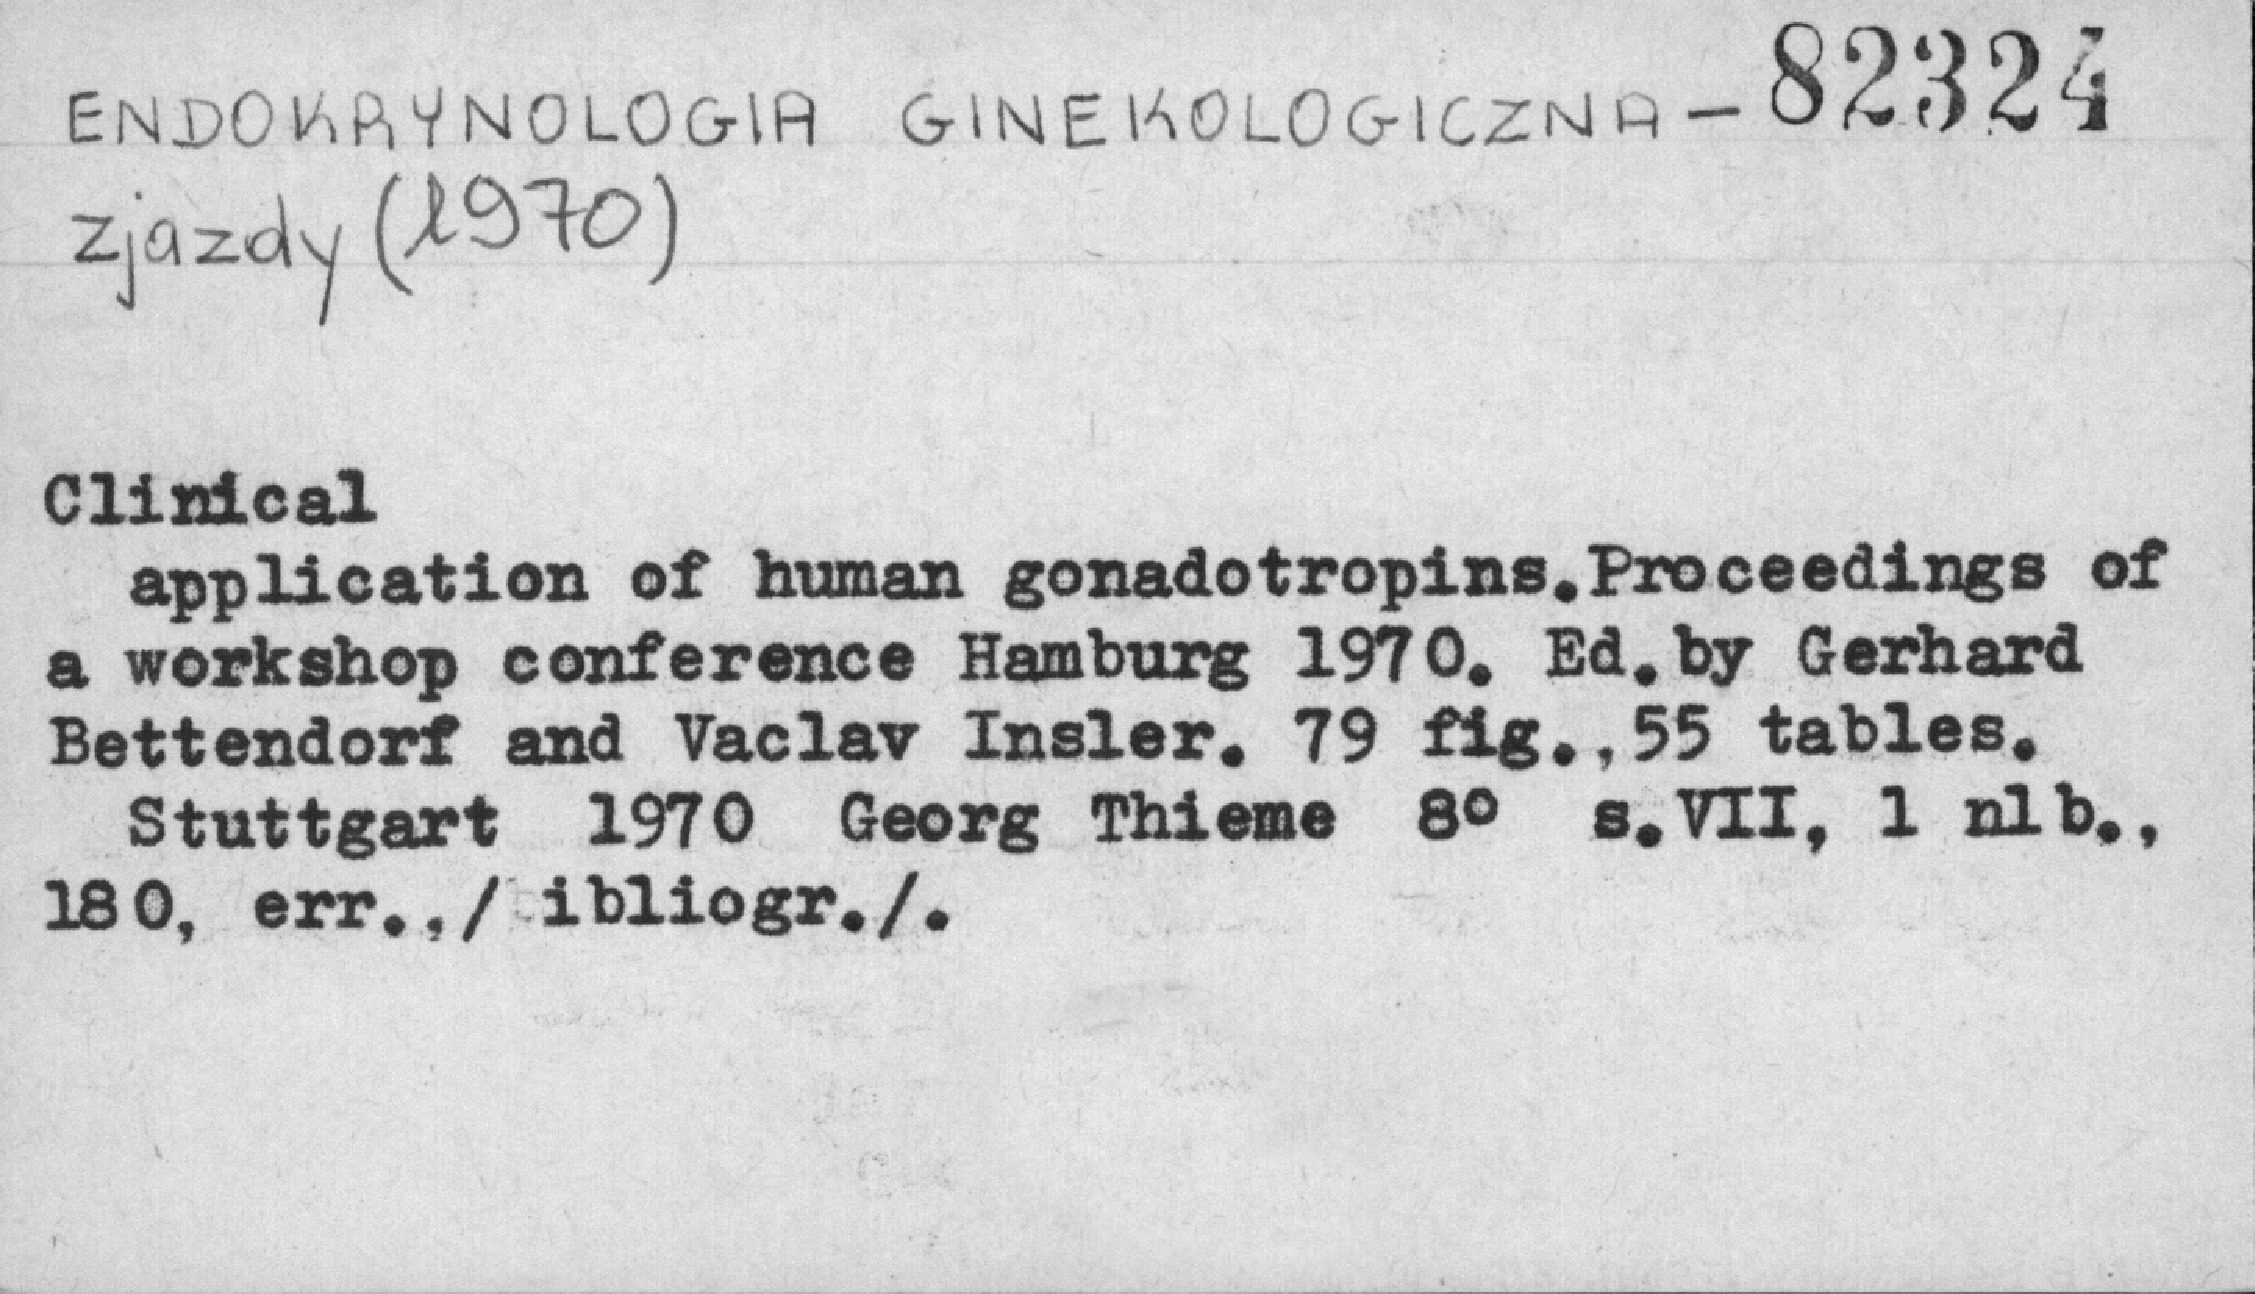 ENDOKRYNOLOGIA GINEKOLOGICZNA – 82324
zjazdy (1970)
Clinical
application of human gonadotropins.Proceedings of
a workshop conference Hamburg 1970. Ed.by Gerhard
Bettendorf and Vaclav Insler. 79 fig.,55 tables.
Stuttgart 1970 Georg Thieme 8º s.VII, 1 nlb.,
180, err.,/ ibliogr./.